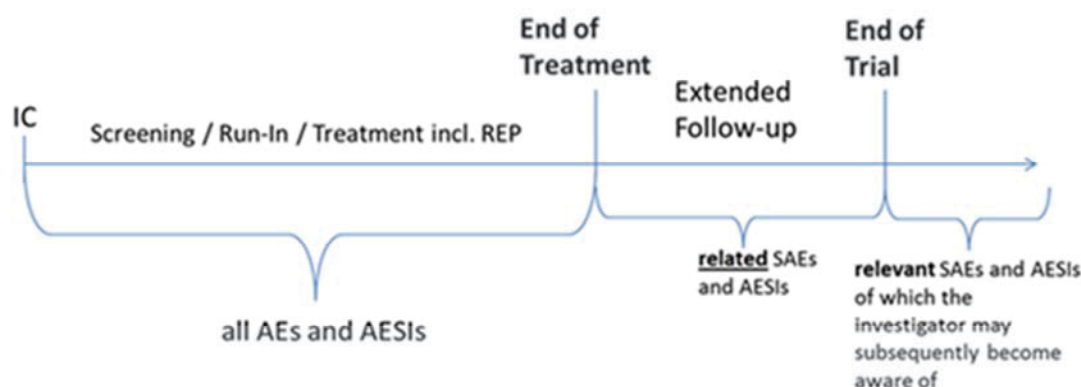 End of
Treatment
End of
Trial
IC
Screening / Run-In / Treatment incl. REP
Extended
Follow-up
all AEs and AESIs
related SAEs
and AESIs
relevant SAEs and AESIs
of which the
investigator may
subsequently become
aware of